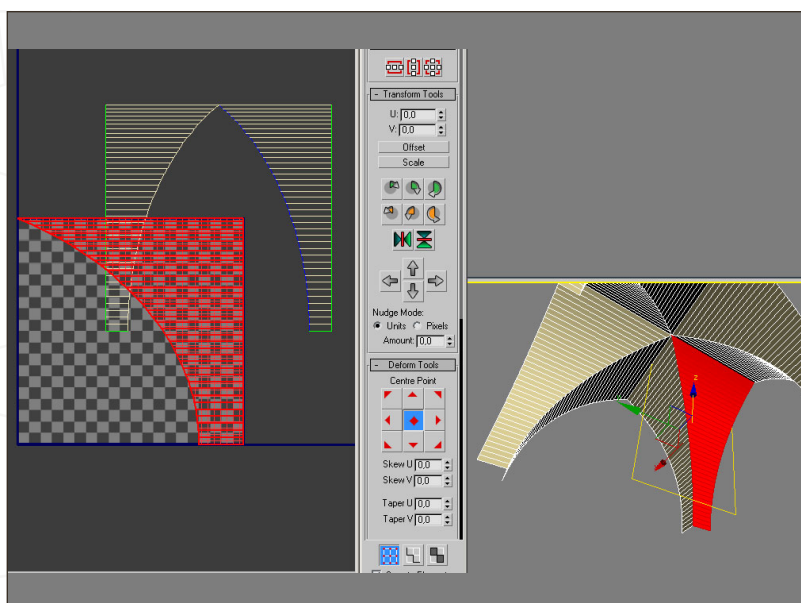 - Transform Tools
U: 0,0
V: 0,0
Offset
Scale
Nudge Mode:
Units Pixels
Amount: 0,0
- Deform Tools
Centre Point
Skew U 0,0
Skew V 0,0
Taper U 0,0
Taper V 0,0
z